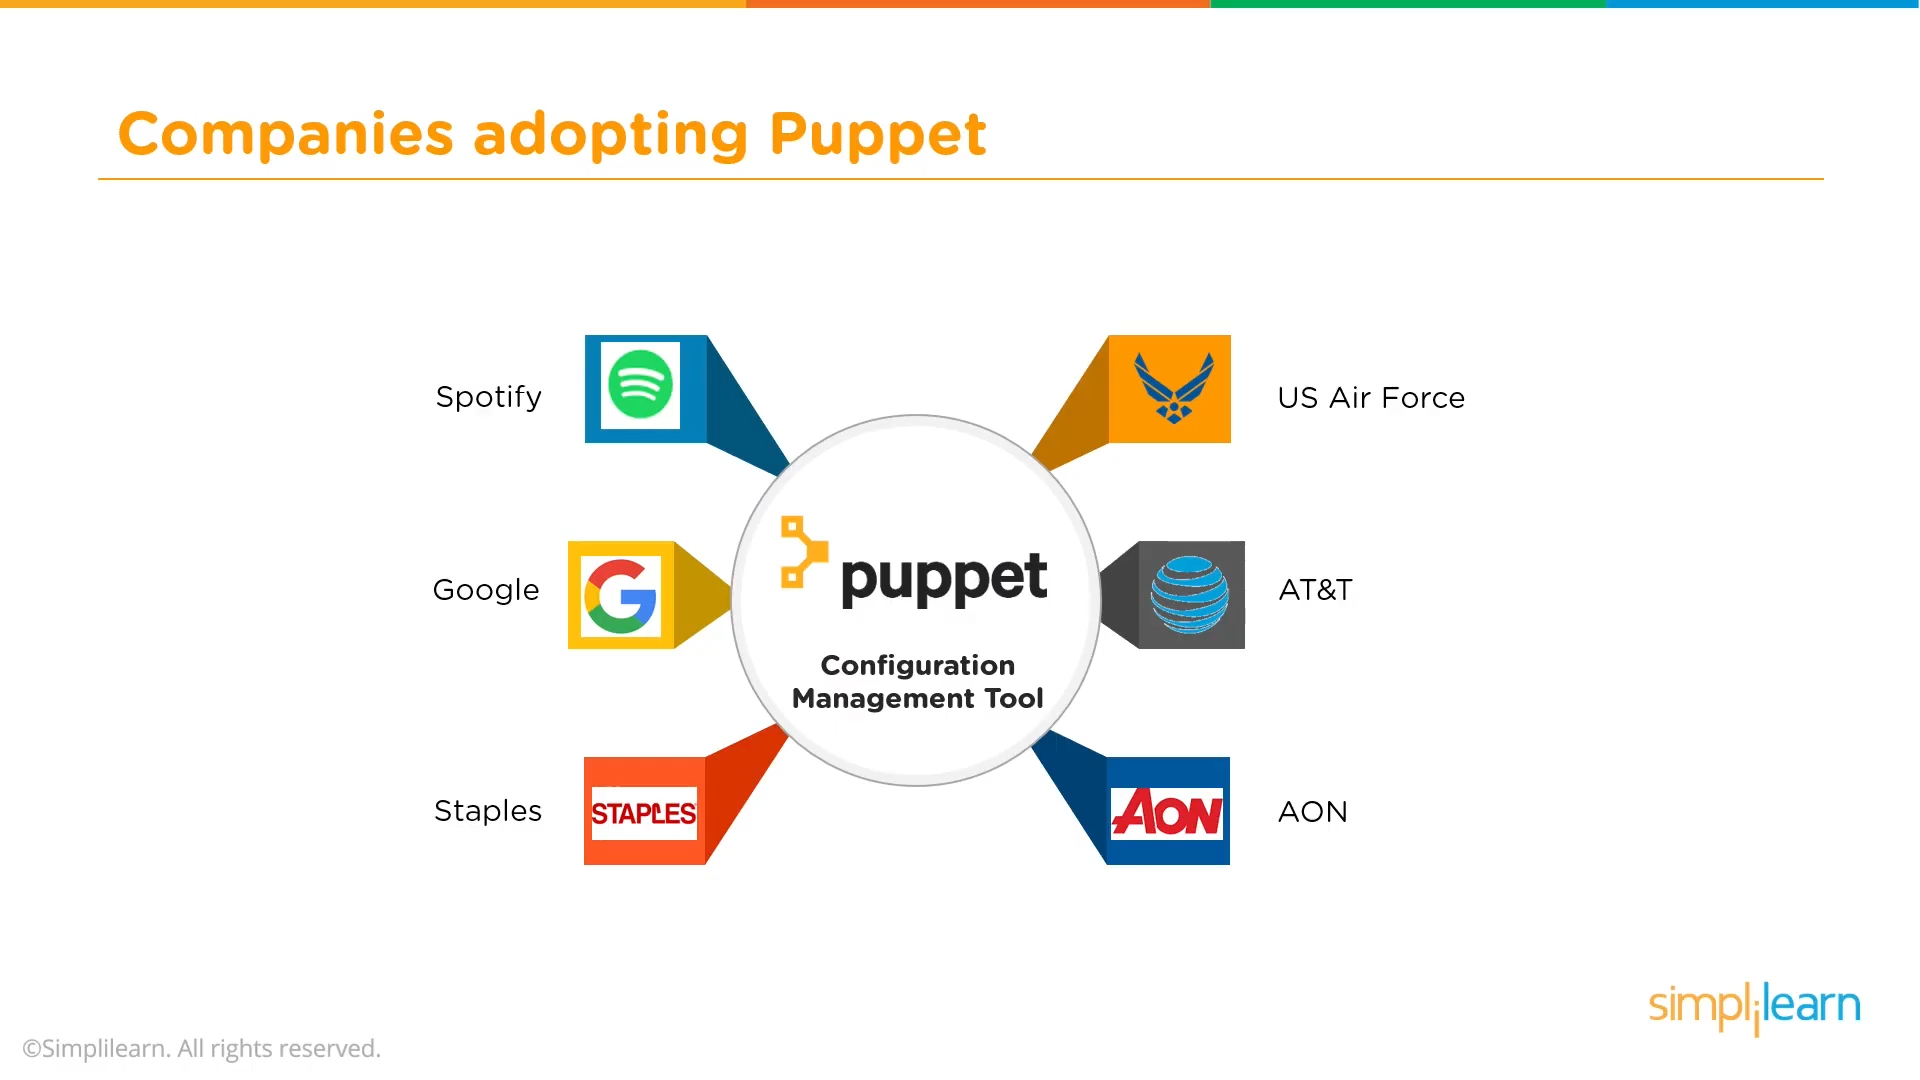 Companies adopting Puppet
Spotify
US Air Force
puppet
Google
AT&T
Configuration
Management Tool
Staples
STAPLES
AON
AON
simplilearn
©Simplilearn. All rights reserved.